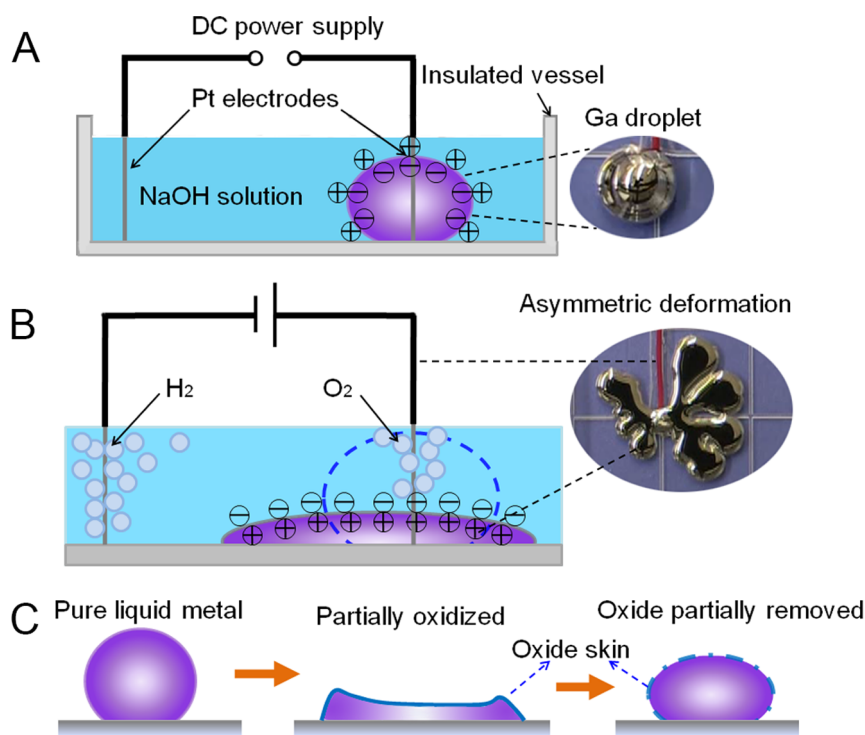 A
DC power supply
Insulated vessel
Pt electrodes
Ga droplet
NaOH solution
B
Asymmetric deformation
H2
O2
C
Pure liquid metal
Partially oxidized
Oxide partially removed
Oxide skin